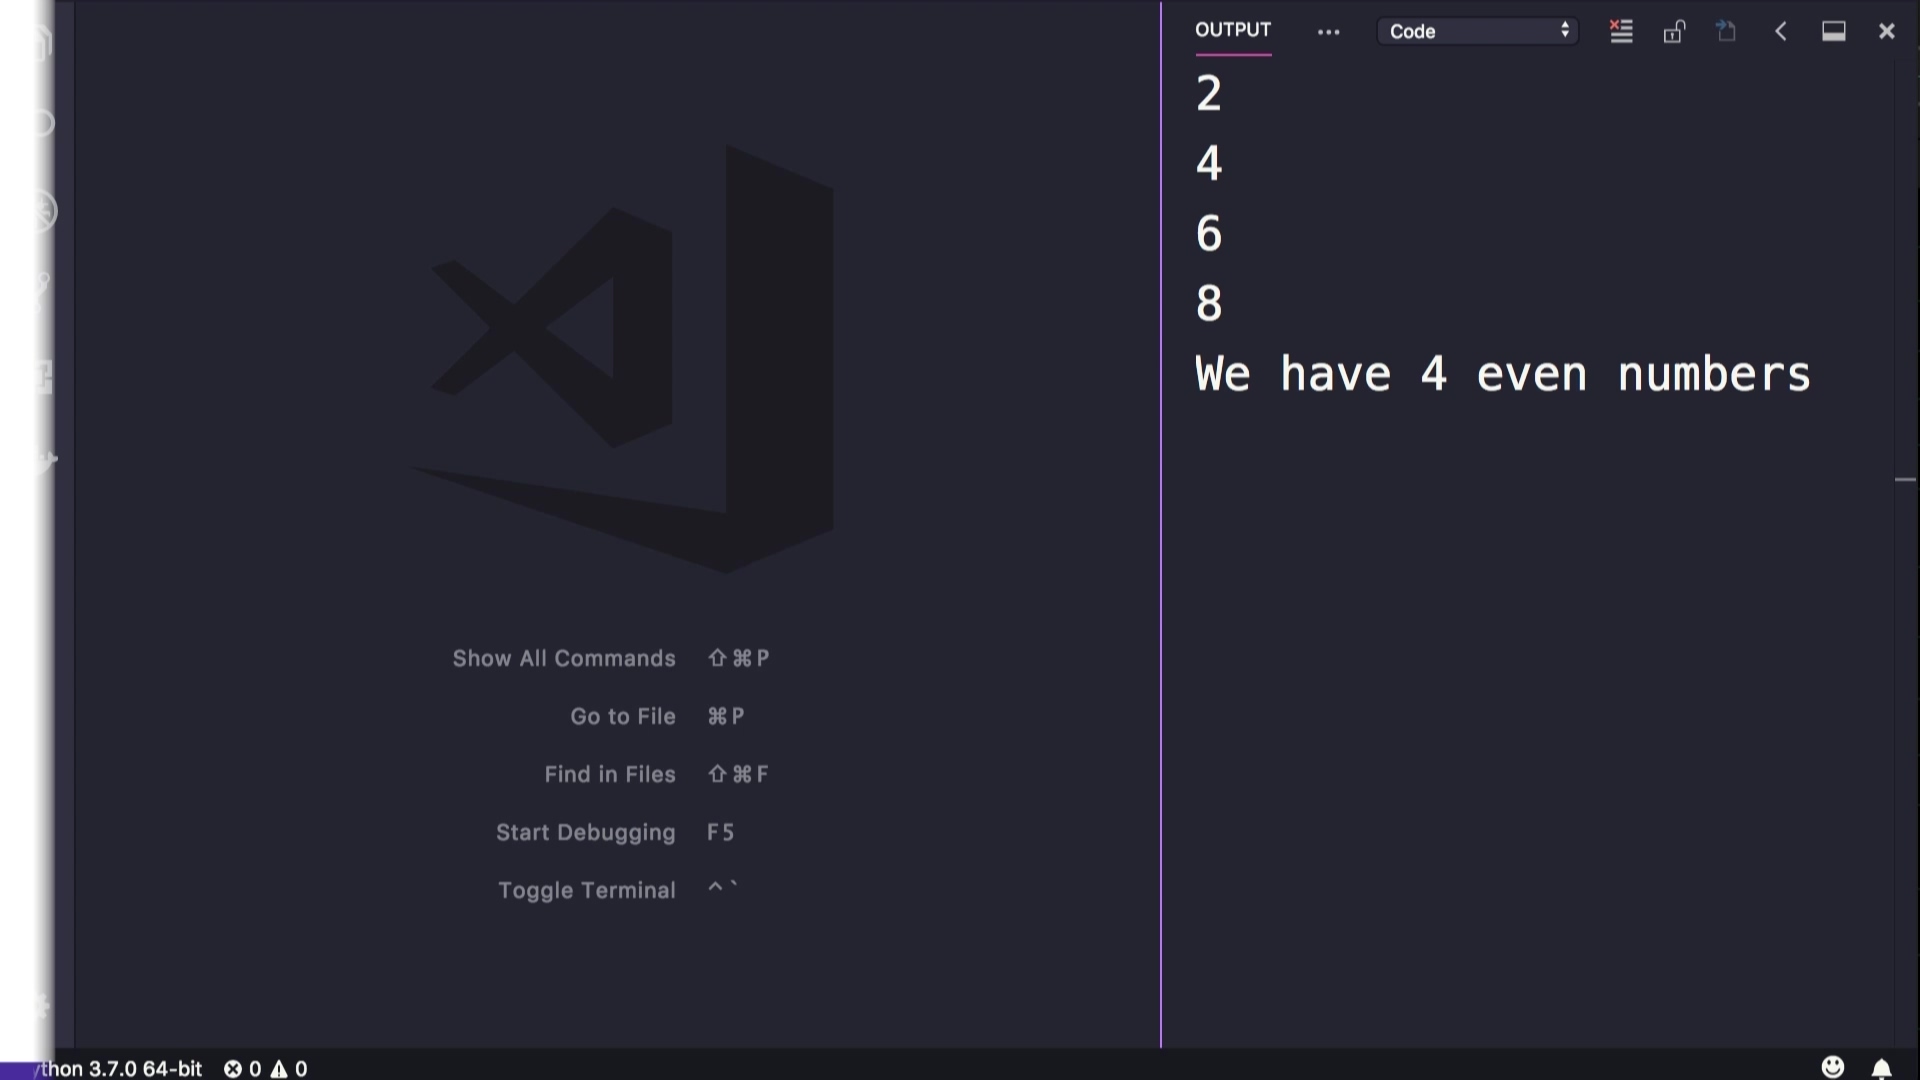 OUTPUT
Code
2
4
6
8
We have 4 even numbers
Show All Commands ⇧⌘P
Go to File ⌘P
Find in Files ⇧⌘F
Start Debugging F5
Toggle Terminal ^`
ython 3.7.0 64-bit 0 0